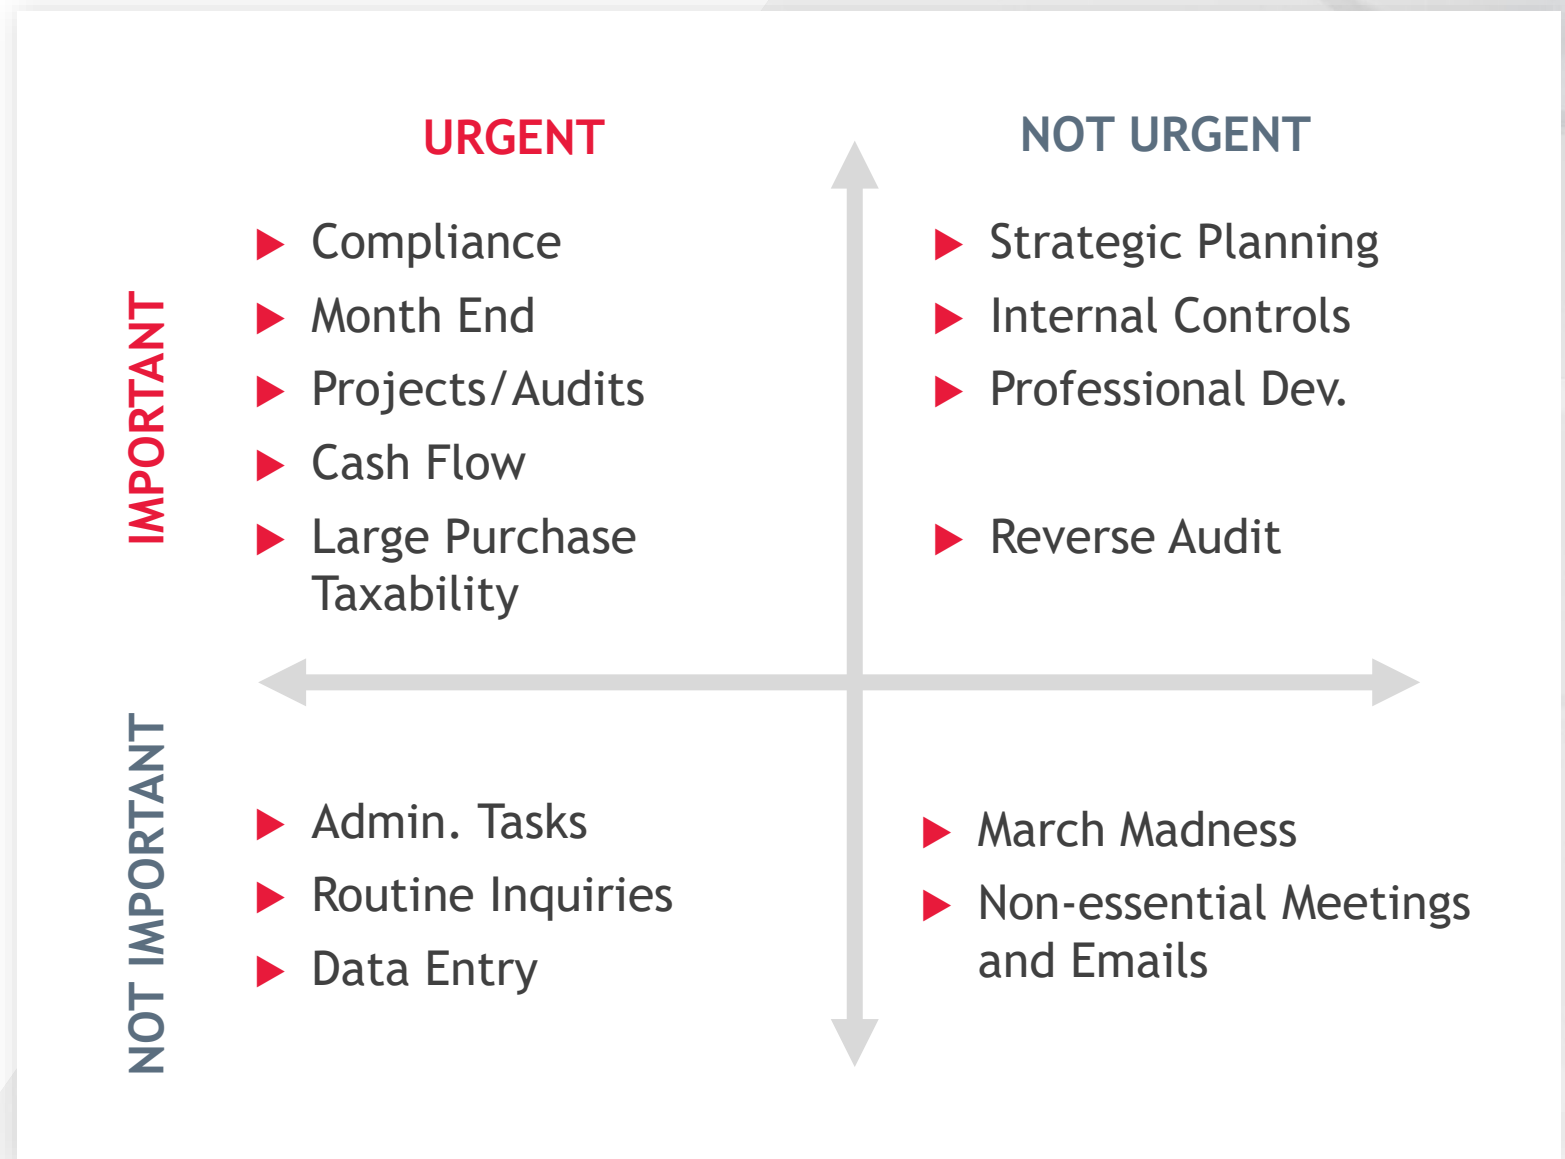 URGENT
NOT URGENT
IMPORTANT
Compliance
Month End
Projects/Audits
Cash Flow
Large Purchase
Taxability
Strategic Planning
Internal Controls
Professional Dev.
Reverse Audit
NOT IMPORTANT
Admin. Tasks
Routine Inquiries
Data Entry
March Madness
Non-essential Meetings
and Emails